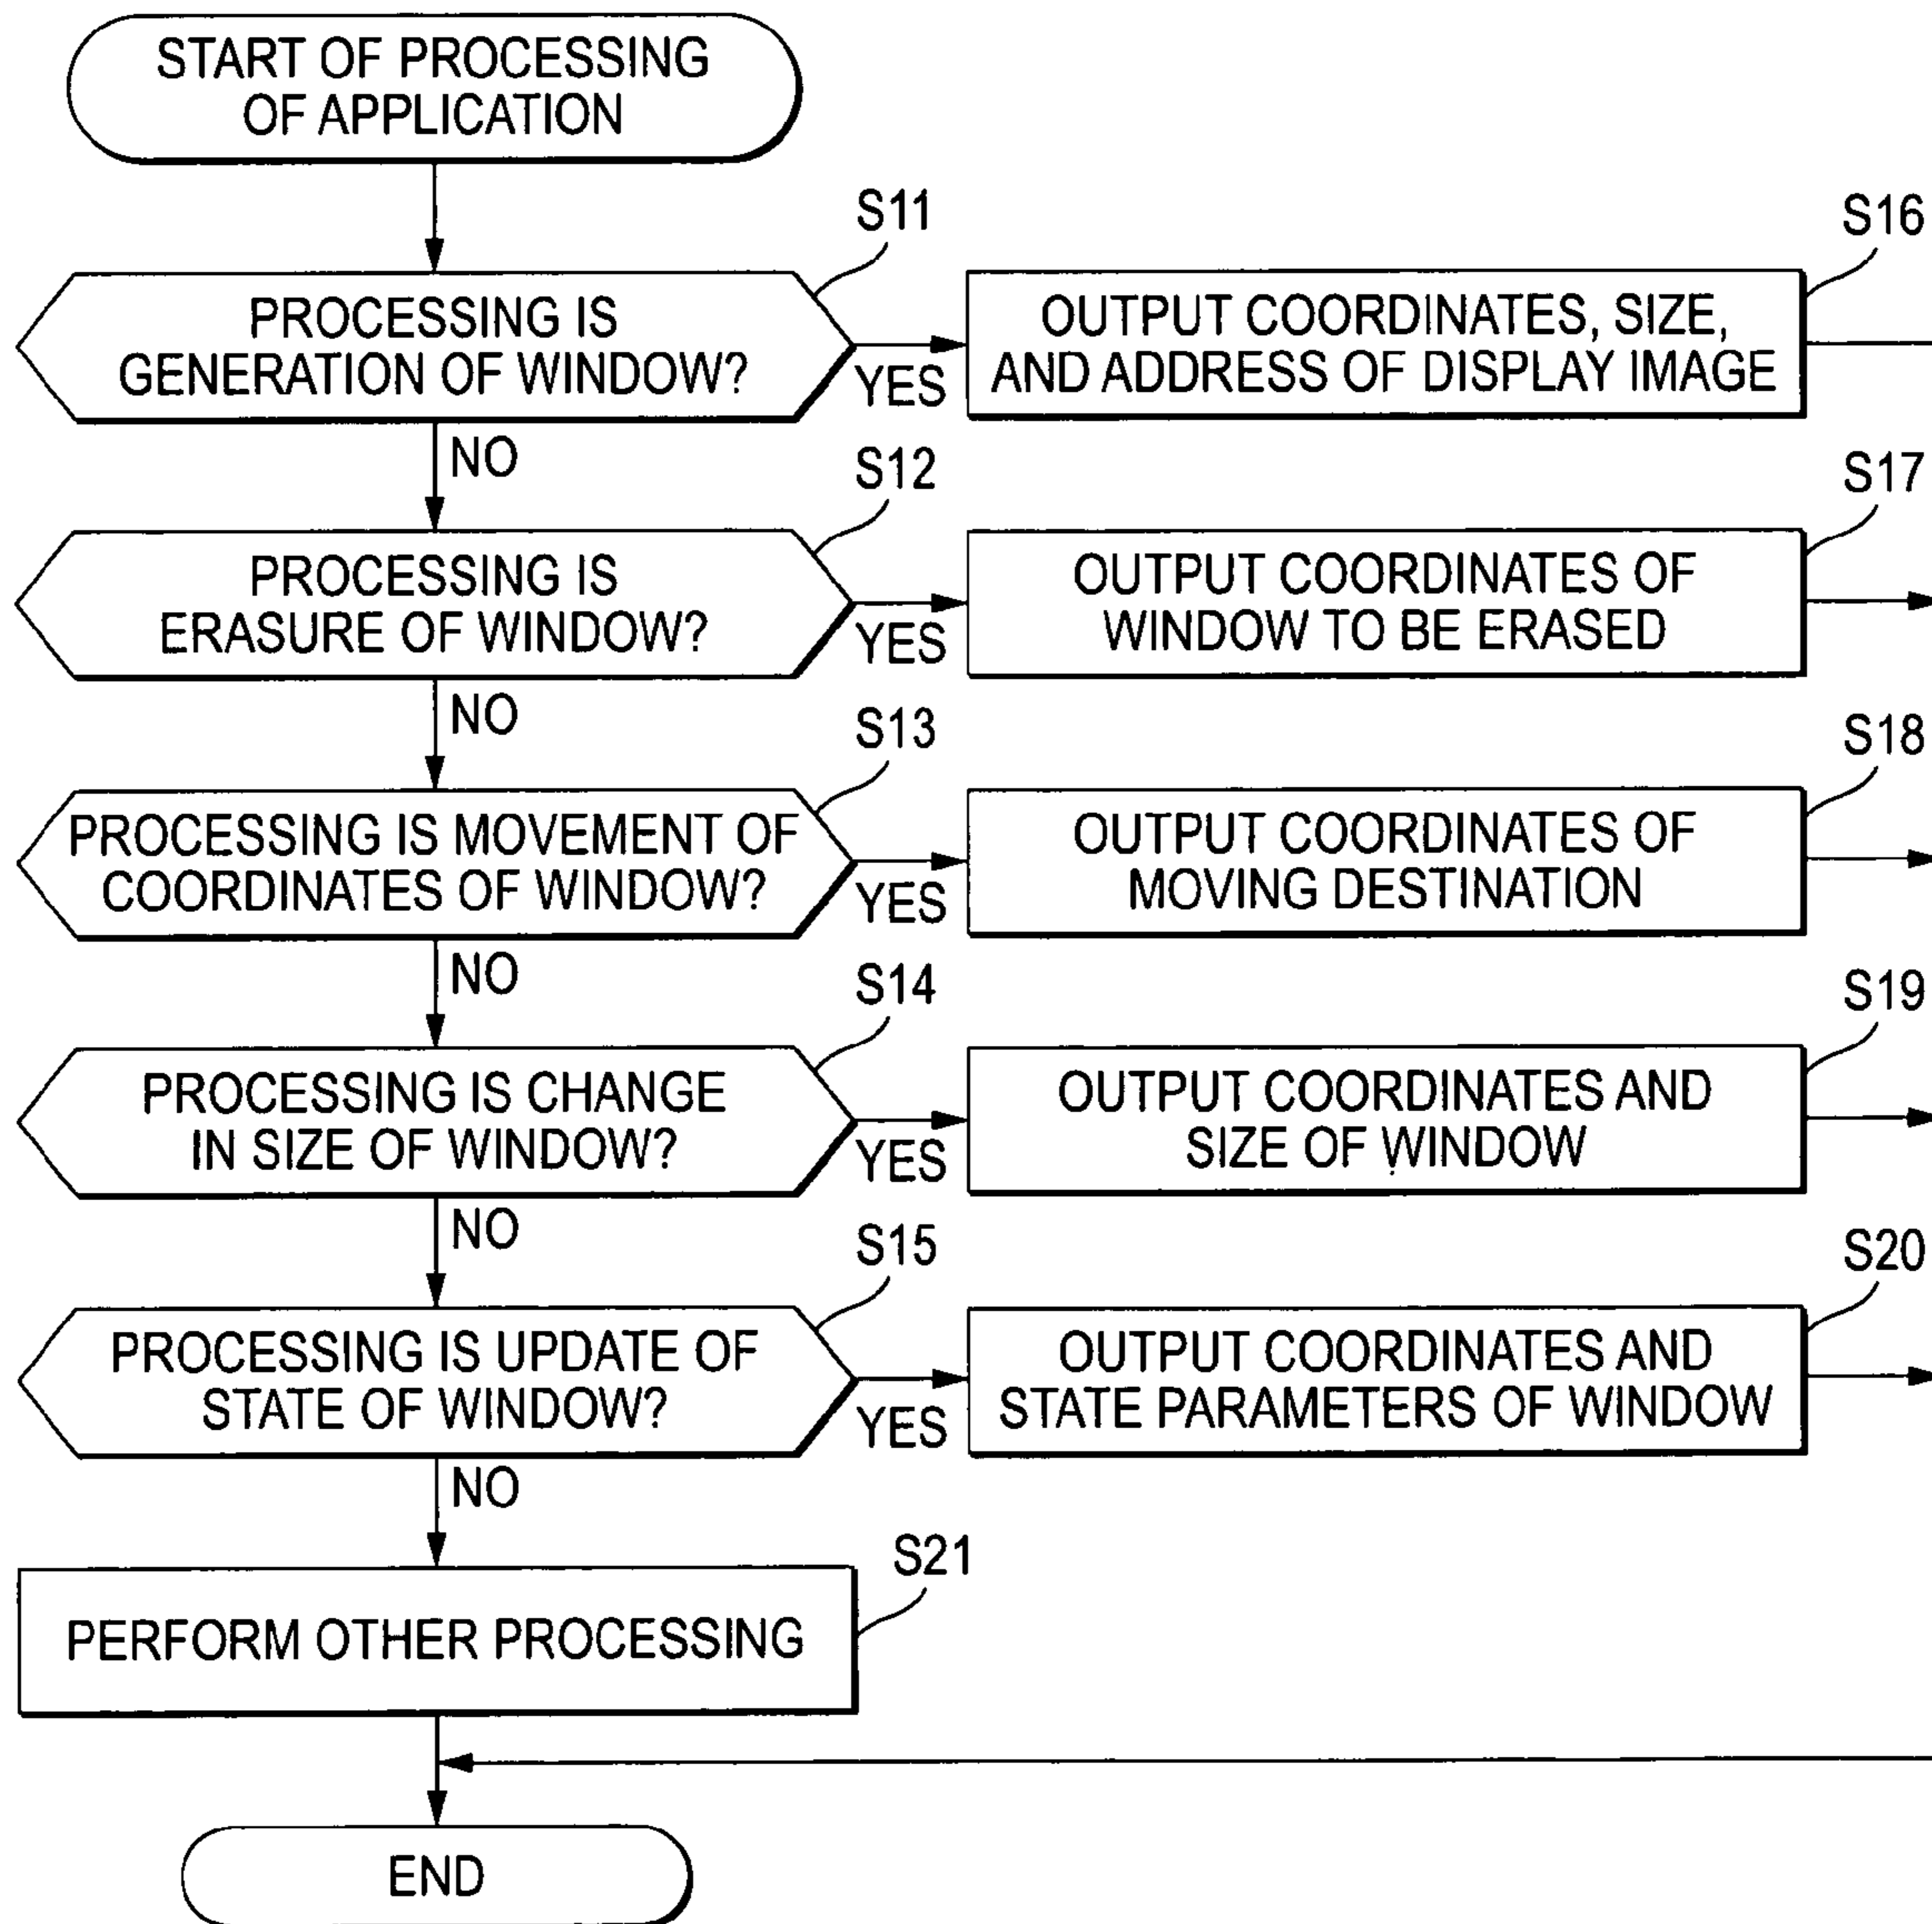 START OF PROCESSING
OF APPLICATION
S11
PROCESSING IS
GENERATION OF WINDOW?
YES
S16
OUTPUT COORDINATES, SIZE,
AND ADDRESS OF DISPLAY IMAGE
NO
S12
PROCESSING IS
ERASURE OF WINDOW?
YES
S17
OUTPUT COORDINATES OF
WINDOW TO BE ERASED
NO
S13
PROCESSING IS MOVEMENT OF
COORDINATES OF WINDOW?
YES
S18
OUTPUT COORDINATES OF
MOVING DESTINATION
NO
S14
PROCESSING IS CHANGE
IN SIZE OF WINDOW?
YES
S19
OUTPUT COORDINATES AND
SIZE OF WINDOW
NO
S15
PROCESSING IS UPDATE OF
STATE OF WINDOW?
YES
S20
OUTPUT COORDINATES AND
STATE PARAMETERS OF WINDOW
NO
S21
PERFORM OTHER PROCESSING
END